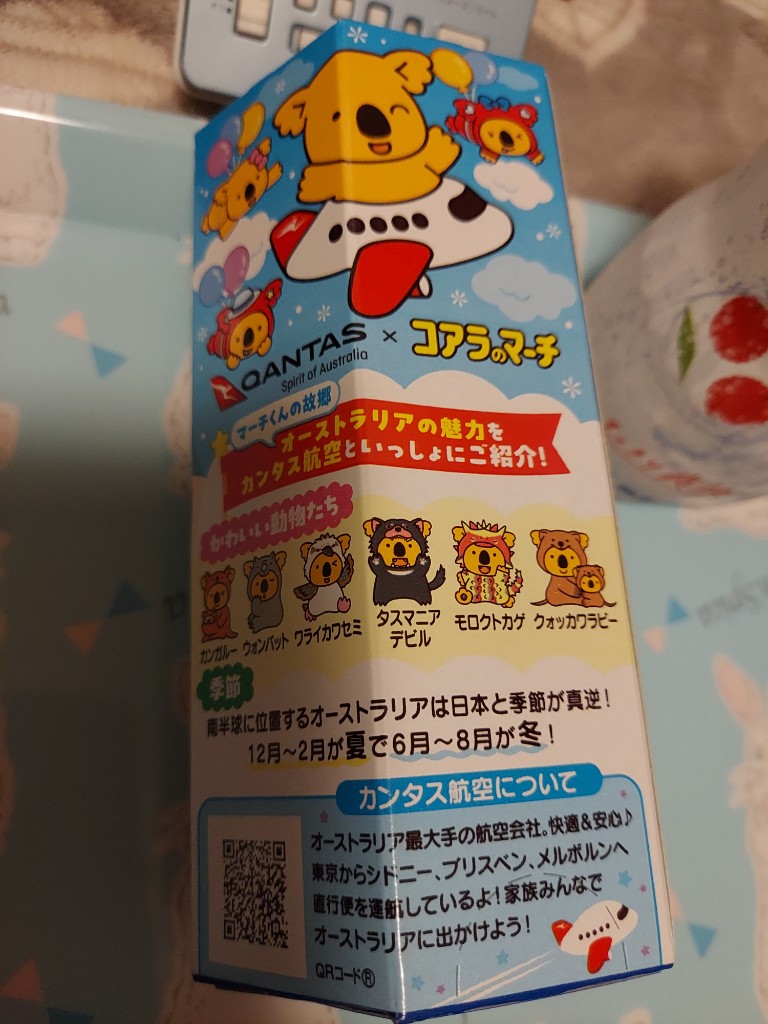 QANTAS × コアラのマーチ
Spirit of Australia
マーチくんの故郷
オーストラリアの魅力を
カンタス航空といっしょにご紹介!
かわいい動物たち
カンガルー ウォンバット ワライカワセミ タスマニアデビル モロクトカゲ クォッカワラビー
季節
南半球に位置するオーストラリアは日本と季節が真逆!
12月~2月が夏で6月~8月が冬!
カンタス航空について
オーストラリア最大手の航空会社。快適&安心♪
東京からシドニー、ブリスベン、メルボルンへ
直行便を運航しているよ!家族みんなで
オーストラリアに出かけよう!
QRコード®